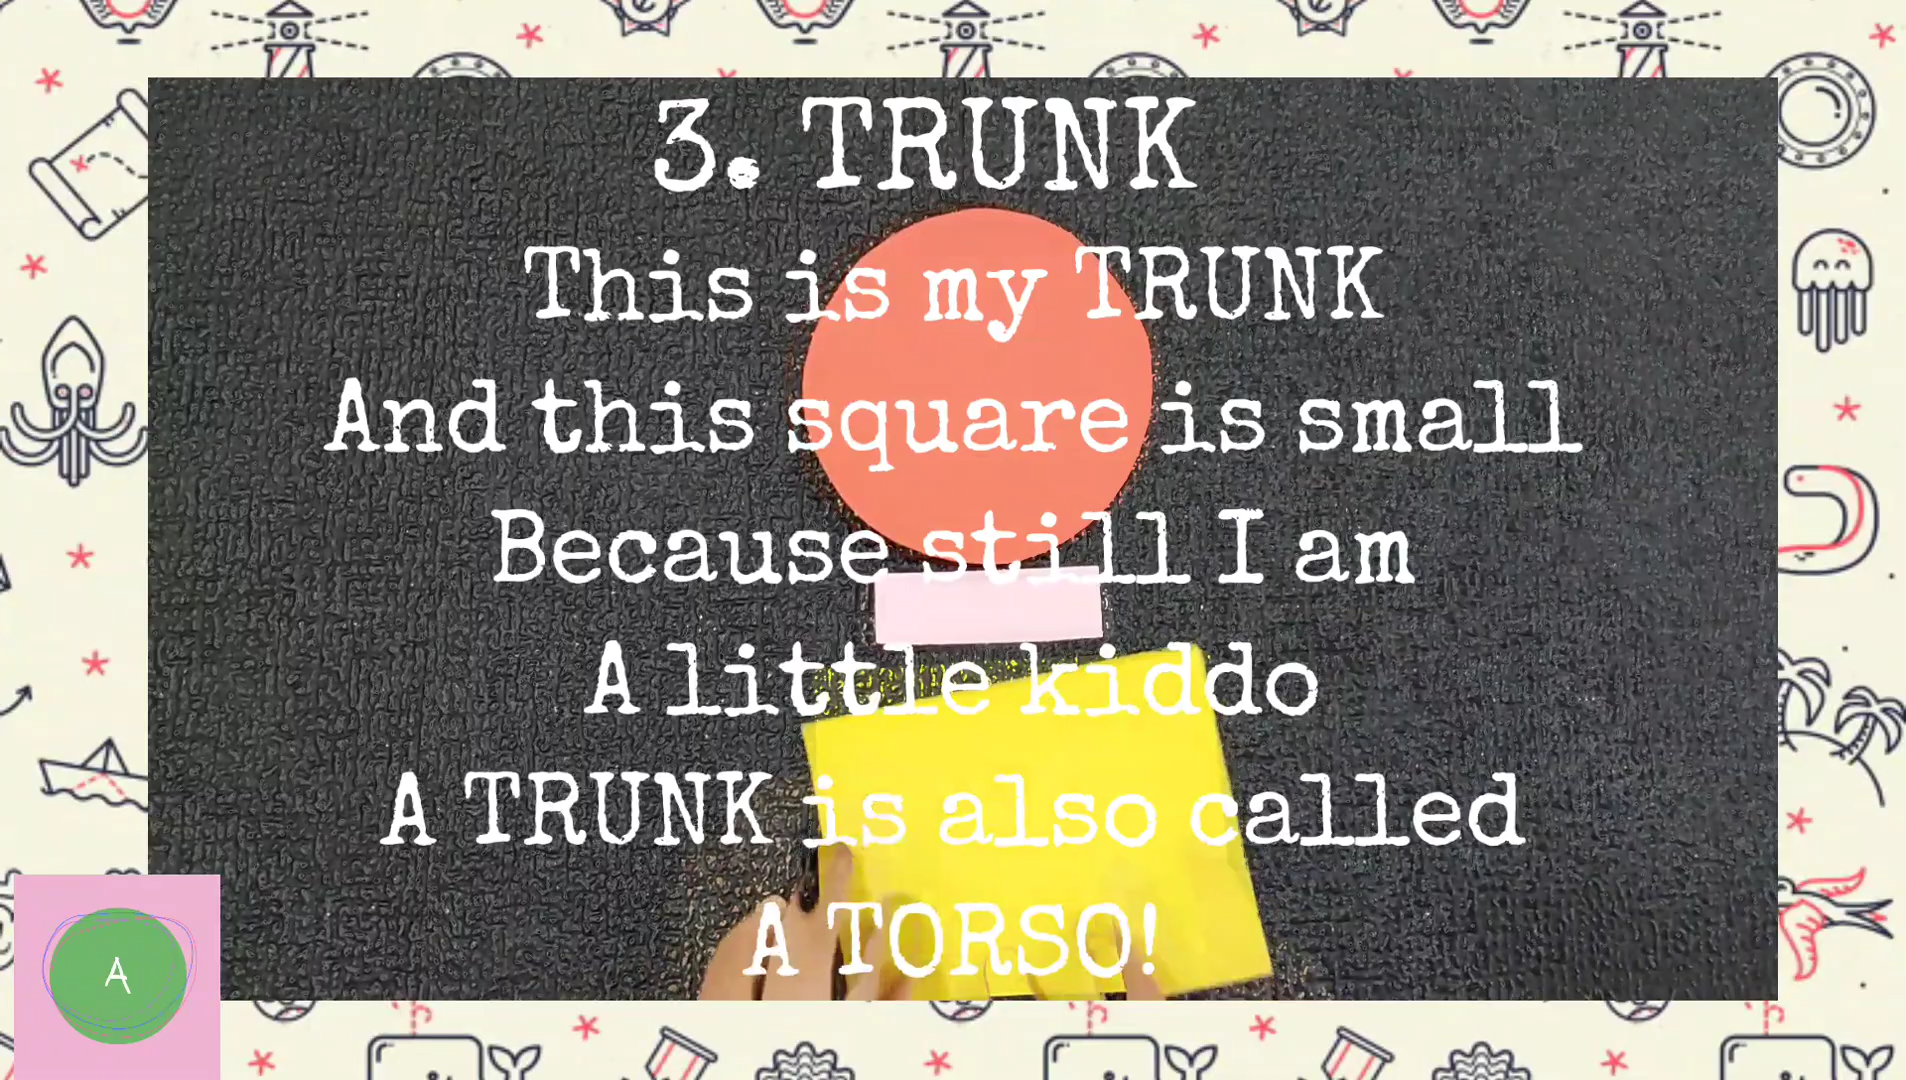 3. TRUNK
This is my TRUNK
And this square is small
Because still I am
A little kiddo
A TRUNK is also called
A TORSO!
A